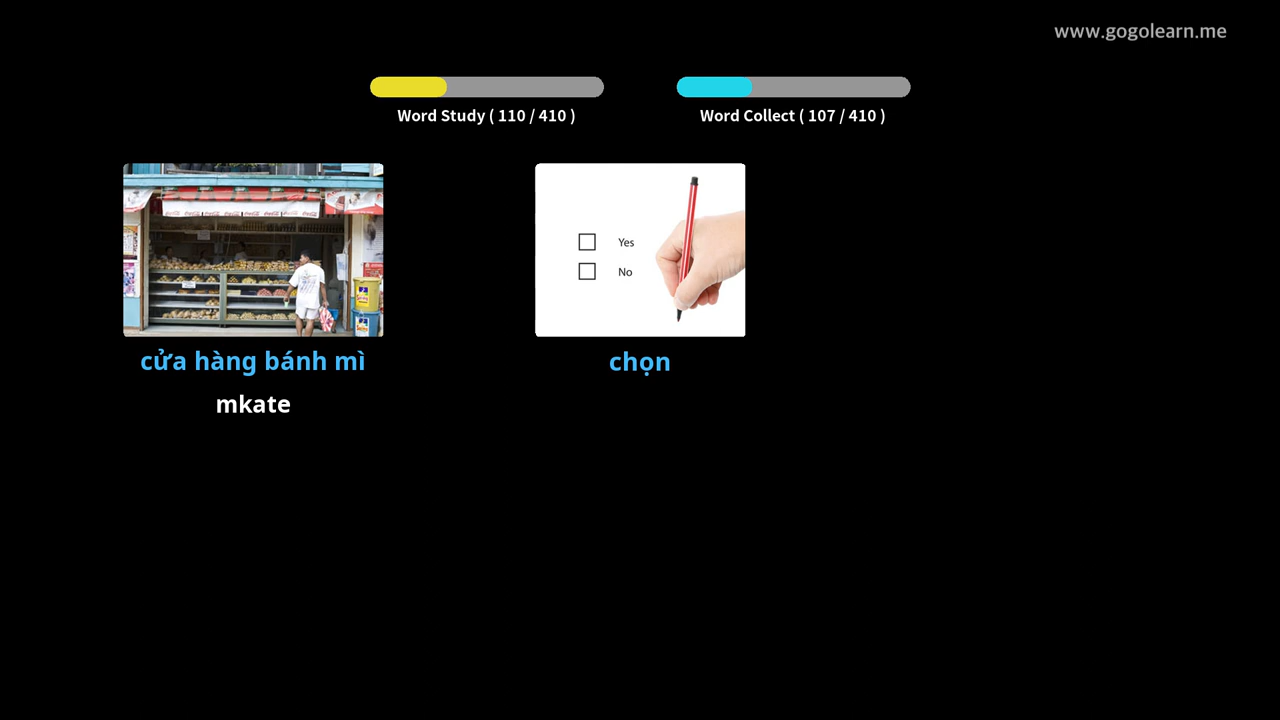 www.gogolearn.me
Word Study ( 110 / 410 )
Word Collect ( 107 / 410 )
Yes
No
cửa hàng bánh mì
chọn
mkate